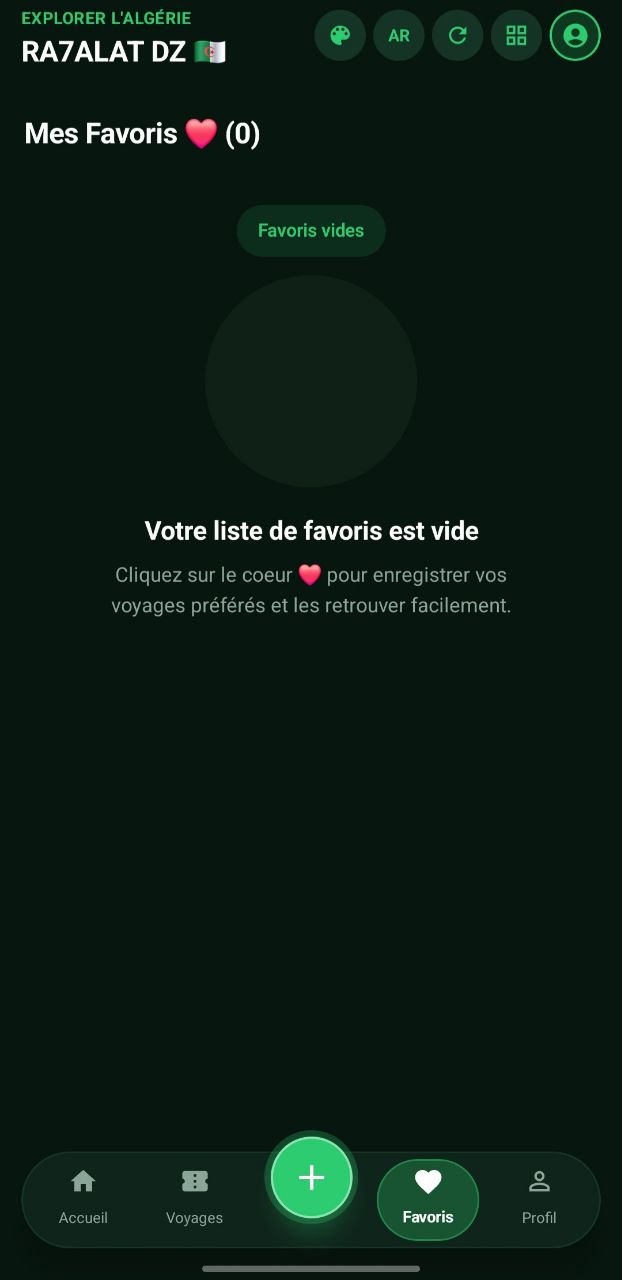 EXPLORER L'ALGÉRIE
RA7ALAT DZ 🇩🇿
AR
Mes Favoris ❤️ (0)
Favoris vides
Votre liste de favoris est vide
Cliquez sur le coeur ❤️ pour enregistrer vos
voyages préférés et les retrouver facilement.
Accueil
Voyages
Favoris
Profil